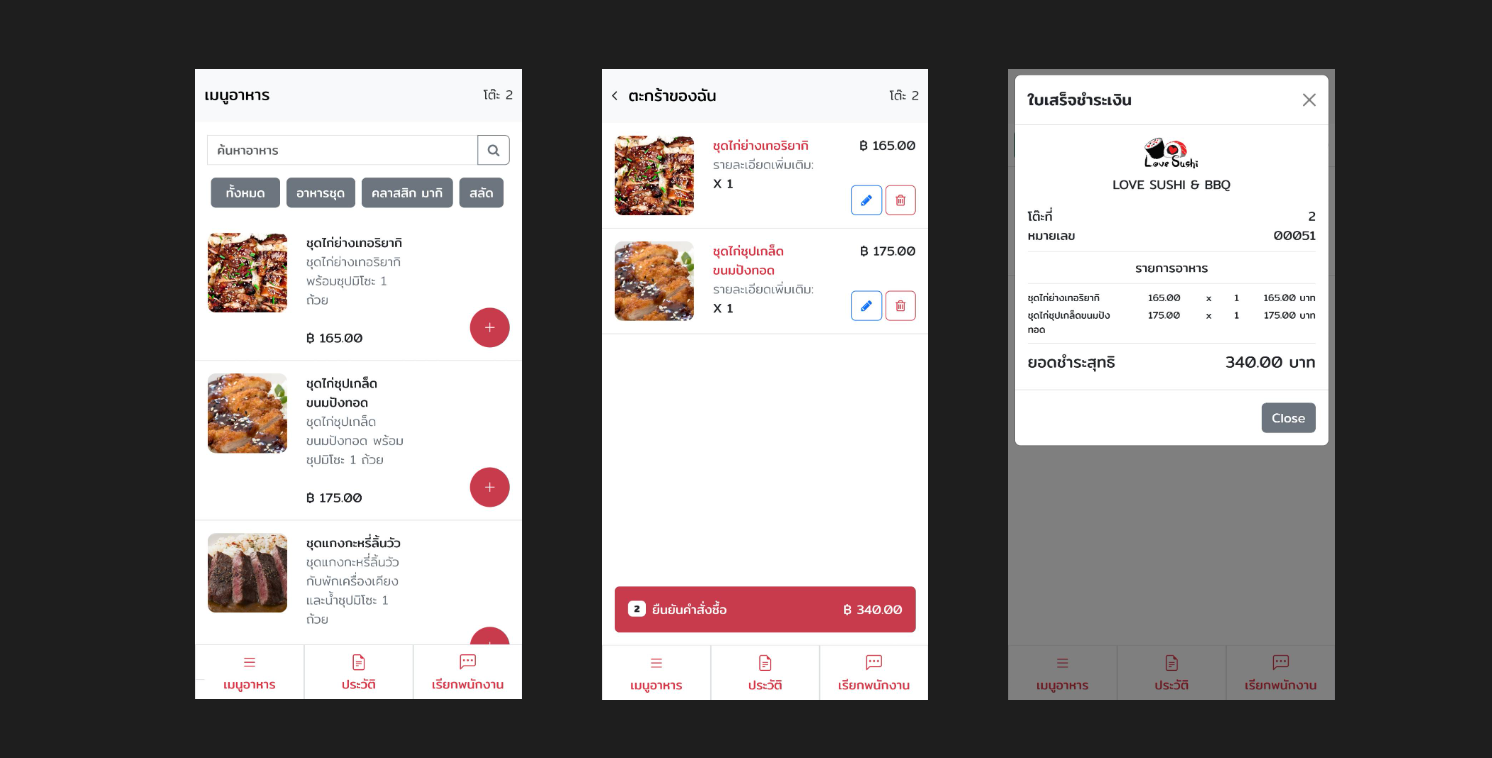 เมนูอาหาร
โต๊ะ 2
ค้นหาอาหาร
ทั้งหมด
อาหารชุด
คลาสสิก มากิ
สลัด
ชุดไก่ย่างเทอริยากิ
ชุดไก่ย่างเทอริยากิ
พร้อมซุปมิโซะ 1
ถ้วย
฿ 165.00
ชุดไก่ชุปเกล็ด
ขนมปังทอด
ชุดไก่ชุปเกล็ด
ขนมปังทอด พร้อม
ซุปมิโซะ 1 ถ้วย
฿ 175.00
ชุดแกงกะหรี่ลิ้นวัว
ชุดแกงกะหรี่ลิ้นวัว
กับผักเครื่องเคียง
และน้ำซุปมิโซะ 1
ถ้วย
เมนูอาหาร
ประวัติ
เรียกพนักงาน
ตะกร้าของฉัน
โต๊ะ 2
ชุดไก่ย่างเทอริยากิ
฿ 165.00
รายละเอียดเพิ่มเติม:
X 1
ชุดไก่ชุปเกล็ด
ขนมปังทอด
฿ 175.00
รายละเอียดเพิ่มเติม:
X 1
2 ยืนยันคำสั่งซื้อ
฿ 340.00
เมนูอาหาร
ประวัติ
เรียกพนักงาน
ใบเสร็จชำระเงิน
Love Sushi
LOVE SUSHI & BBQ
โต๊ะที่ 2
หมายเลข 00051
รายการอาหาร
ชุดไก่ย่างเทอริยากิ 165.00 x 1 165.00 บาท
ชุดไก่ชุปเกล็ดขนมปัง 175.00 x 1 175.00 บาท
ทอด
ยอดชำระสุทธิ 340.00 บาท
Close
เมนูอาหาร
ประวัติ
เรียกพนักงาน